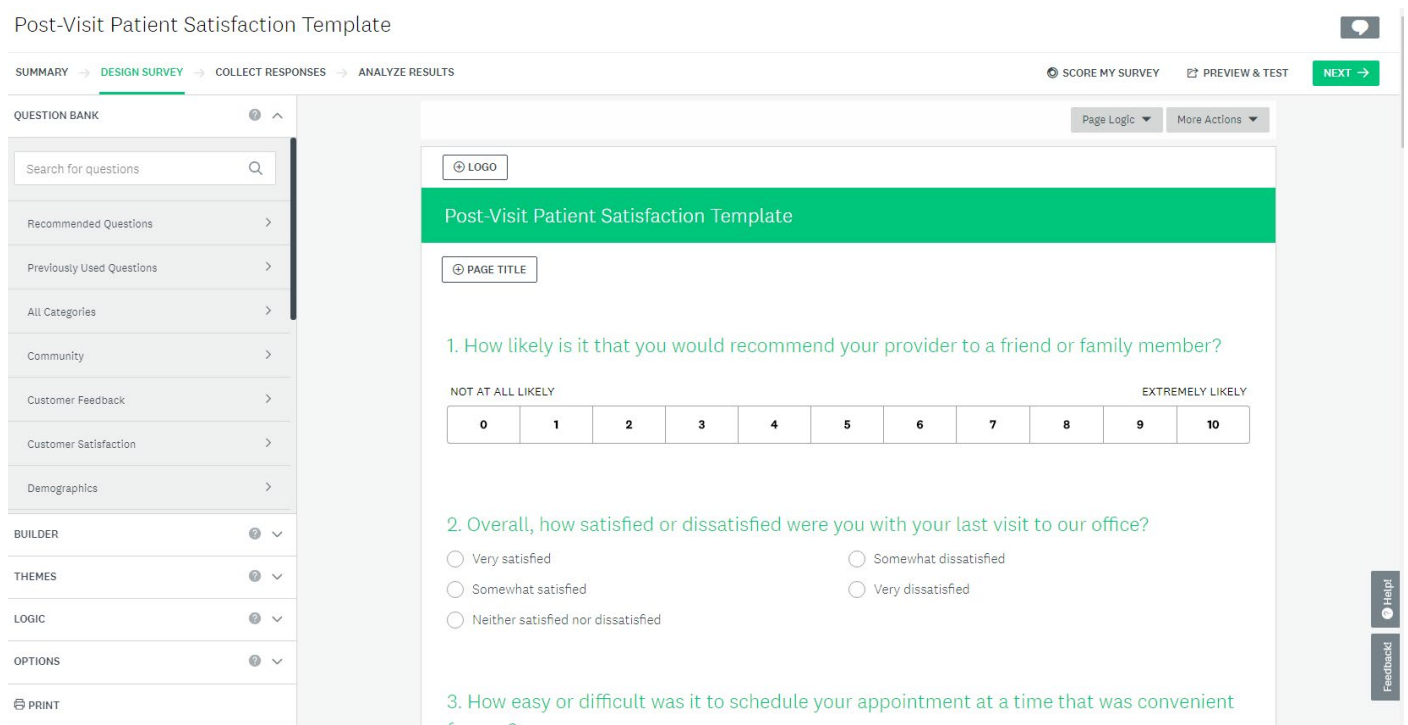 Post-Visit Patient Satisfaction Template
SUMMARY → DESIGN SURVEY → COLLECT RESPONSES → ANALYZE RESULTS
SCORE MY SURVEY
PREVIEW & TEST
NEXT →
QUESTION BANK
Search for questions
Recommended Questions
Previously Used Questions
All Categories
Community
Customer Feedback
Customer Satisfaction
Demographics
BUILDER
THEMES
LOGIC
OPTIONS
PRINT
Page Logic
More Actions
LOGO
Post-Visit Patient Satisfaction Template
PAGE TITLE
1. How likely is it that you would recommend your provider to a friend or family member?
NOT AT ALL LIKELY EXTREMELY LIKELY
0 1 2 3 4 5 6 7 8 9 10
2. Overall, how satisfied or dissatisfied were you with your last visit to our office?
Very satisfied
Somewhat satisfied
Neither satisfied nor dissatisfied
Somewhat dissatisfied
Very dissatisfied
3. How easy or difficult was it to schedule your appointment at a time that was convenient
Help!
Feedback!